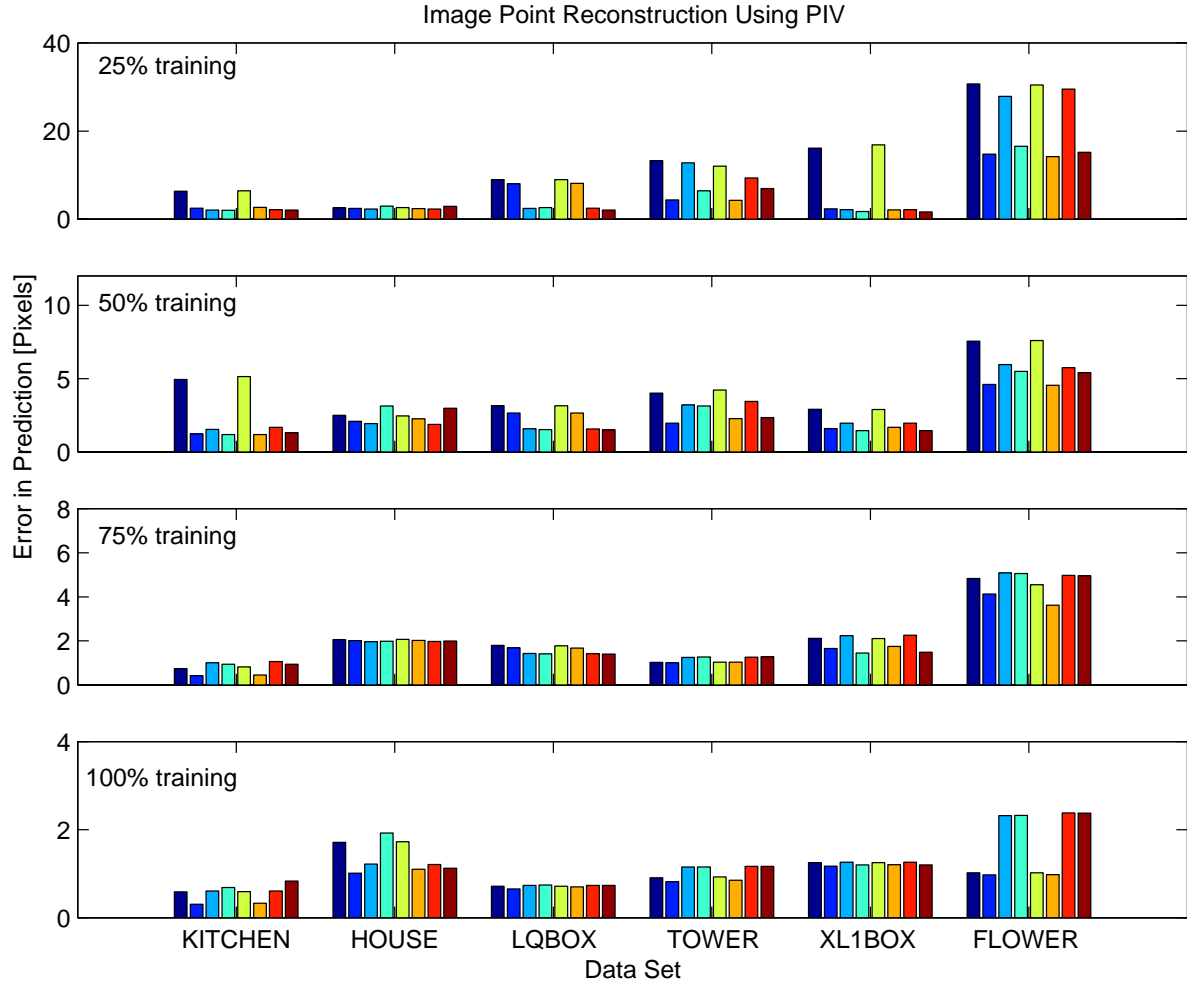 Image Point Reconstruction Using PIV
Error in Prediction [Pixels]
25% training
40
20
0
50% training
10
5
0
75% training
8
6
4
2
0
100% training
4
2
0
KITCHEN HOUSE LQBOX TOWER XL1BOX FLOWER
Data Set